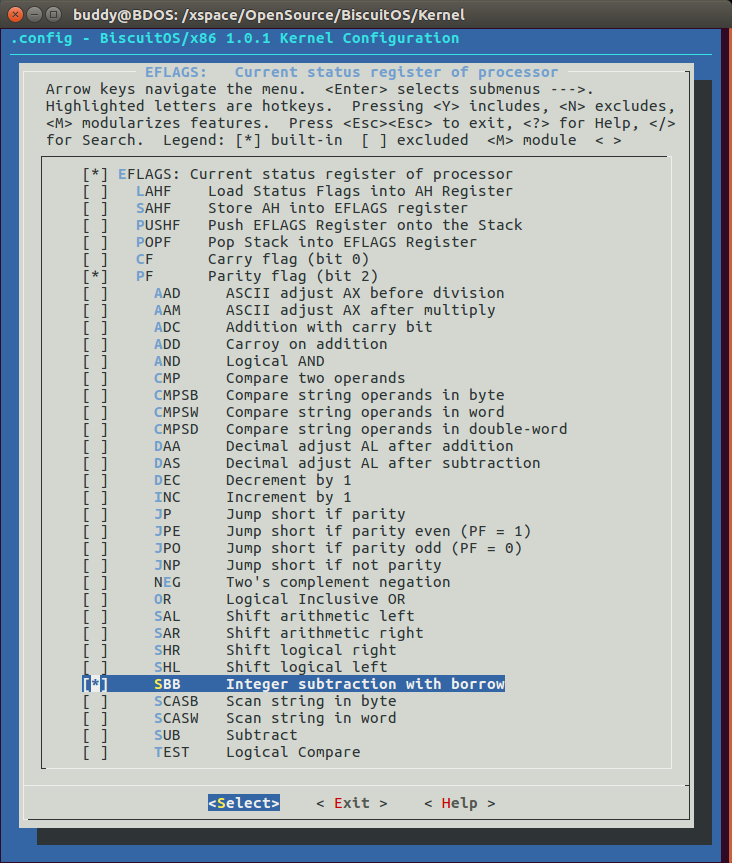 buddy@BDOS: /xspace/OpenSource/BiscuitOS/Kernel
.config - BiscuitOS/x86 1.0.1 Kernel Configuration
EFLAGS:   Current status register of processor
Arrow keys navigate the menu.  <Enter> selects submenus --->.
Highlighted letters are hotkeys.  Pressing <Y> includes, <N> excludes,
<M> modularizes features.  Press <Esc><Esc> to exit, <?> for Help, </>
for Search.  Legend: [*] built-in  [ ] excluded  <M> module  < >
[*] EFLAGS: Current status register of processor
[ ]   LAHF    Load Status Flags into AH Register
[ ]   SAHF    Store AH into EFLAGS register
[ ]   PUSHF   Push EFLAGS Register onto the Stack
[ ]   POPF    Pop Stack into EFLAGS Register
[ ]   CF      Carry flag (bit 0)
[*]   PF      Parity flag (bit 2)
[ ]     AAD     ASCII adjust AX before division
[ ]     AAM     ASCII adjust AX after multiply
[ ]     ADC     Addition with carry bit
[ ]     ADD     Carroy on addition
[ ]     AND     Logical AND
[ ]     CMP     Compare two operands
[ ]     CMPSB   Compare string operands in byte
[ ]     CMPSW   Compare string operands in word
[ ]     CMPSD   Compare string operands in double-word
[ ]     DAA     Decimal adjust AL after addition
[ ]     DAS     Decimal adjust AL after subtraction
[ ]     DEC     Decrement by 1
[ ]     INC     Increment by 1
[ ]     JP      Jump short if parity
[ ]     JPE     Jump short if parity even (PF = 1)
[ ]     JPO     Jump short if parity odd (PF = 0)
[ ]     JNP     Jump short if not parity
[ ]     NEG     Two's complement negation
[ ]     OR      Logical Inclusive OR
[ ]     SAL     Shift arithmetic left
[ ]     SAR     Shift arithmetic right
[ ]     SHR     Shift logical right
[ ]     SHL     Shift logical left
[*]     SBB     Integer subtraction with borrow
[ ]     SCASB   Scan string in byte
[ ]     SCASW   Scan string in word
[ ]     SUB     Subtract
[ ]     TEST    Logical Compare
<Select>    < Exit >    < Help >